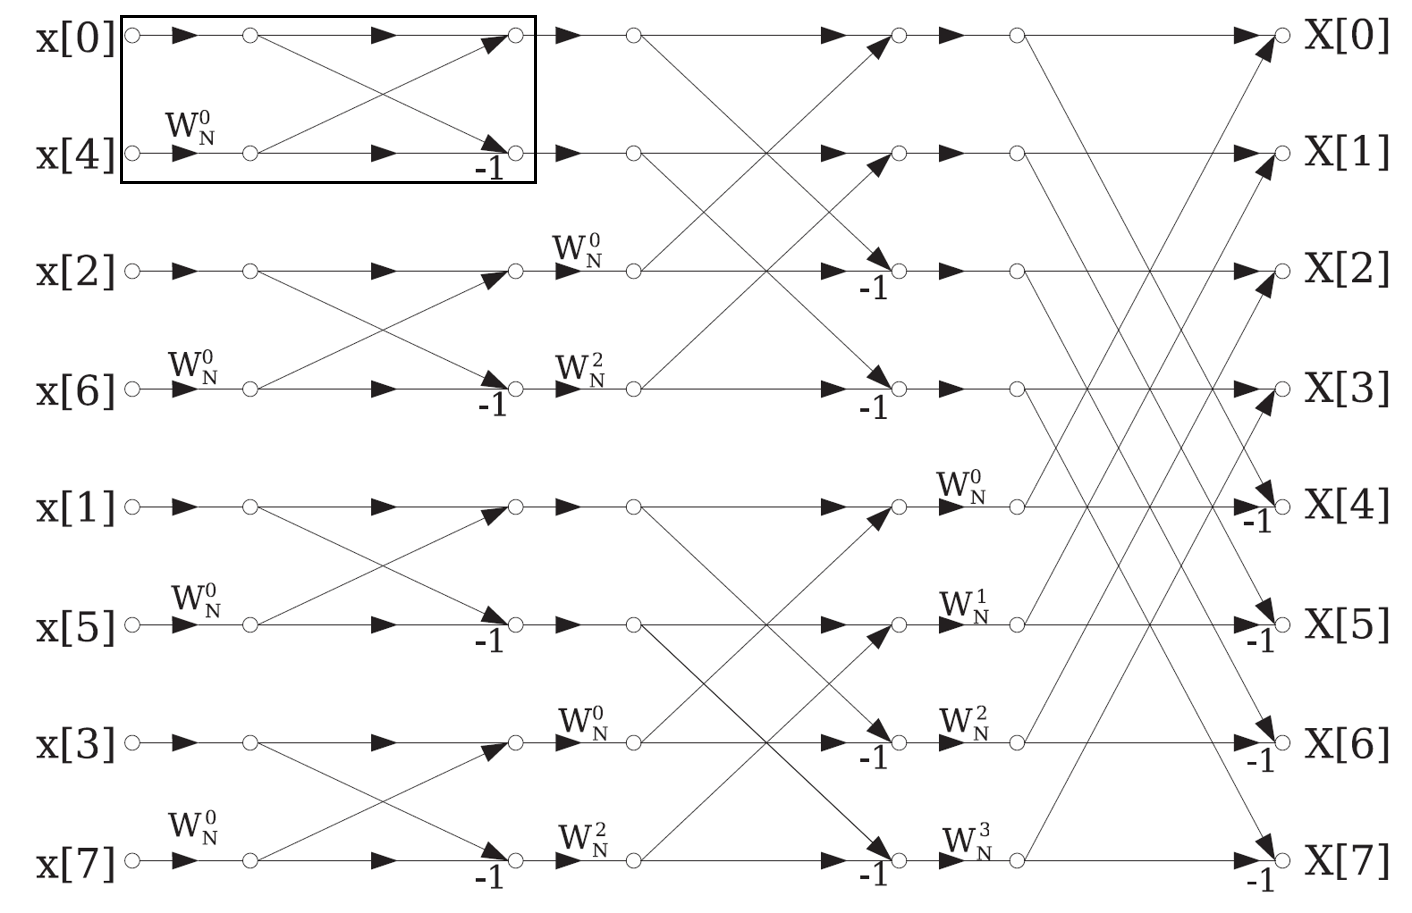 x[0] X[0]
W_N^0
x[4] -1 X[1]
W_N^0
x[2] -1 X[2]
W_N^0 W_N^2
x[6] -1 -1 X[3]
W_N^0
x[1] -1 X[4]
W_N^0 W_N^1
x[5] -1 -1 X[5]
W_N^0 W_N^2
x[3] -1 -1 X[6]
W_N^0 W_N^2 W_N^3
x[7] -1 -1 -1 X[7]